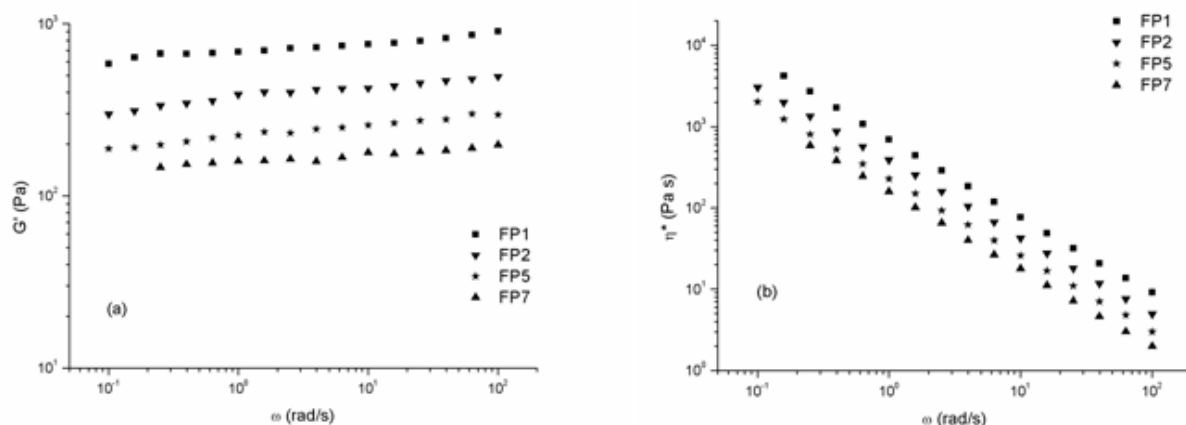 10³
10²
10¹
G' (Pa)
10⁻¹
10⁰
10¹
10²
ω (rad/s)
FP1
FP2
FP5
FP7
(a)
(b)
FP1
FP2
FP5
FP7
10⁴
10³
10²
10¹
10⁰
η* (Pa s)
10⁻¹
10⁰
10¹
10²
ω (rad/s)